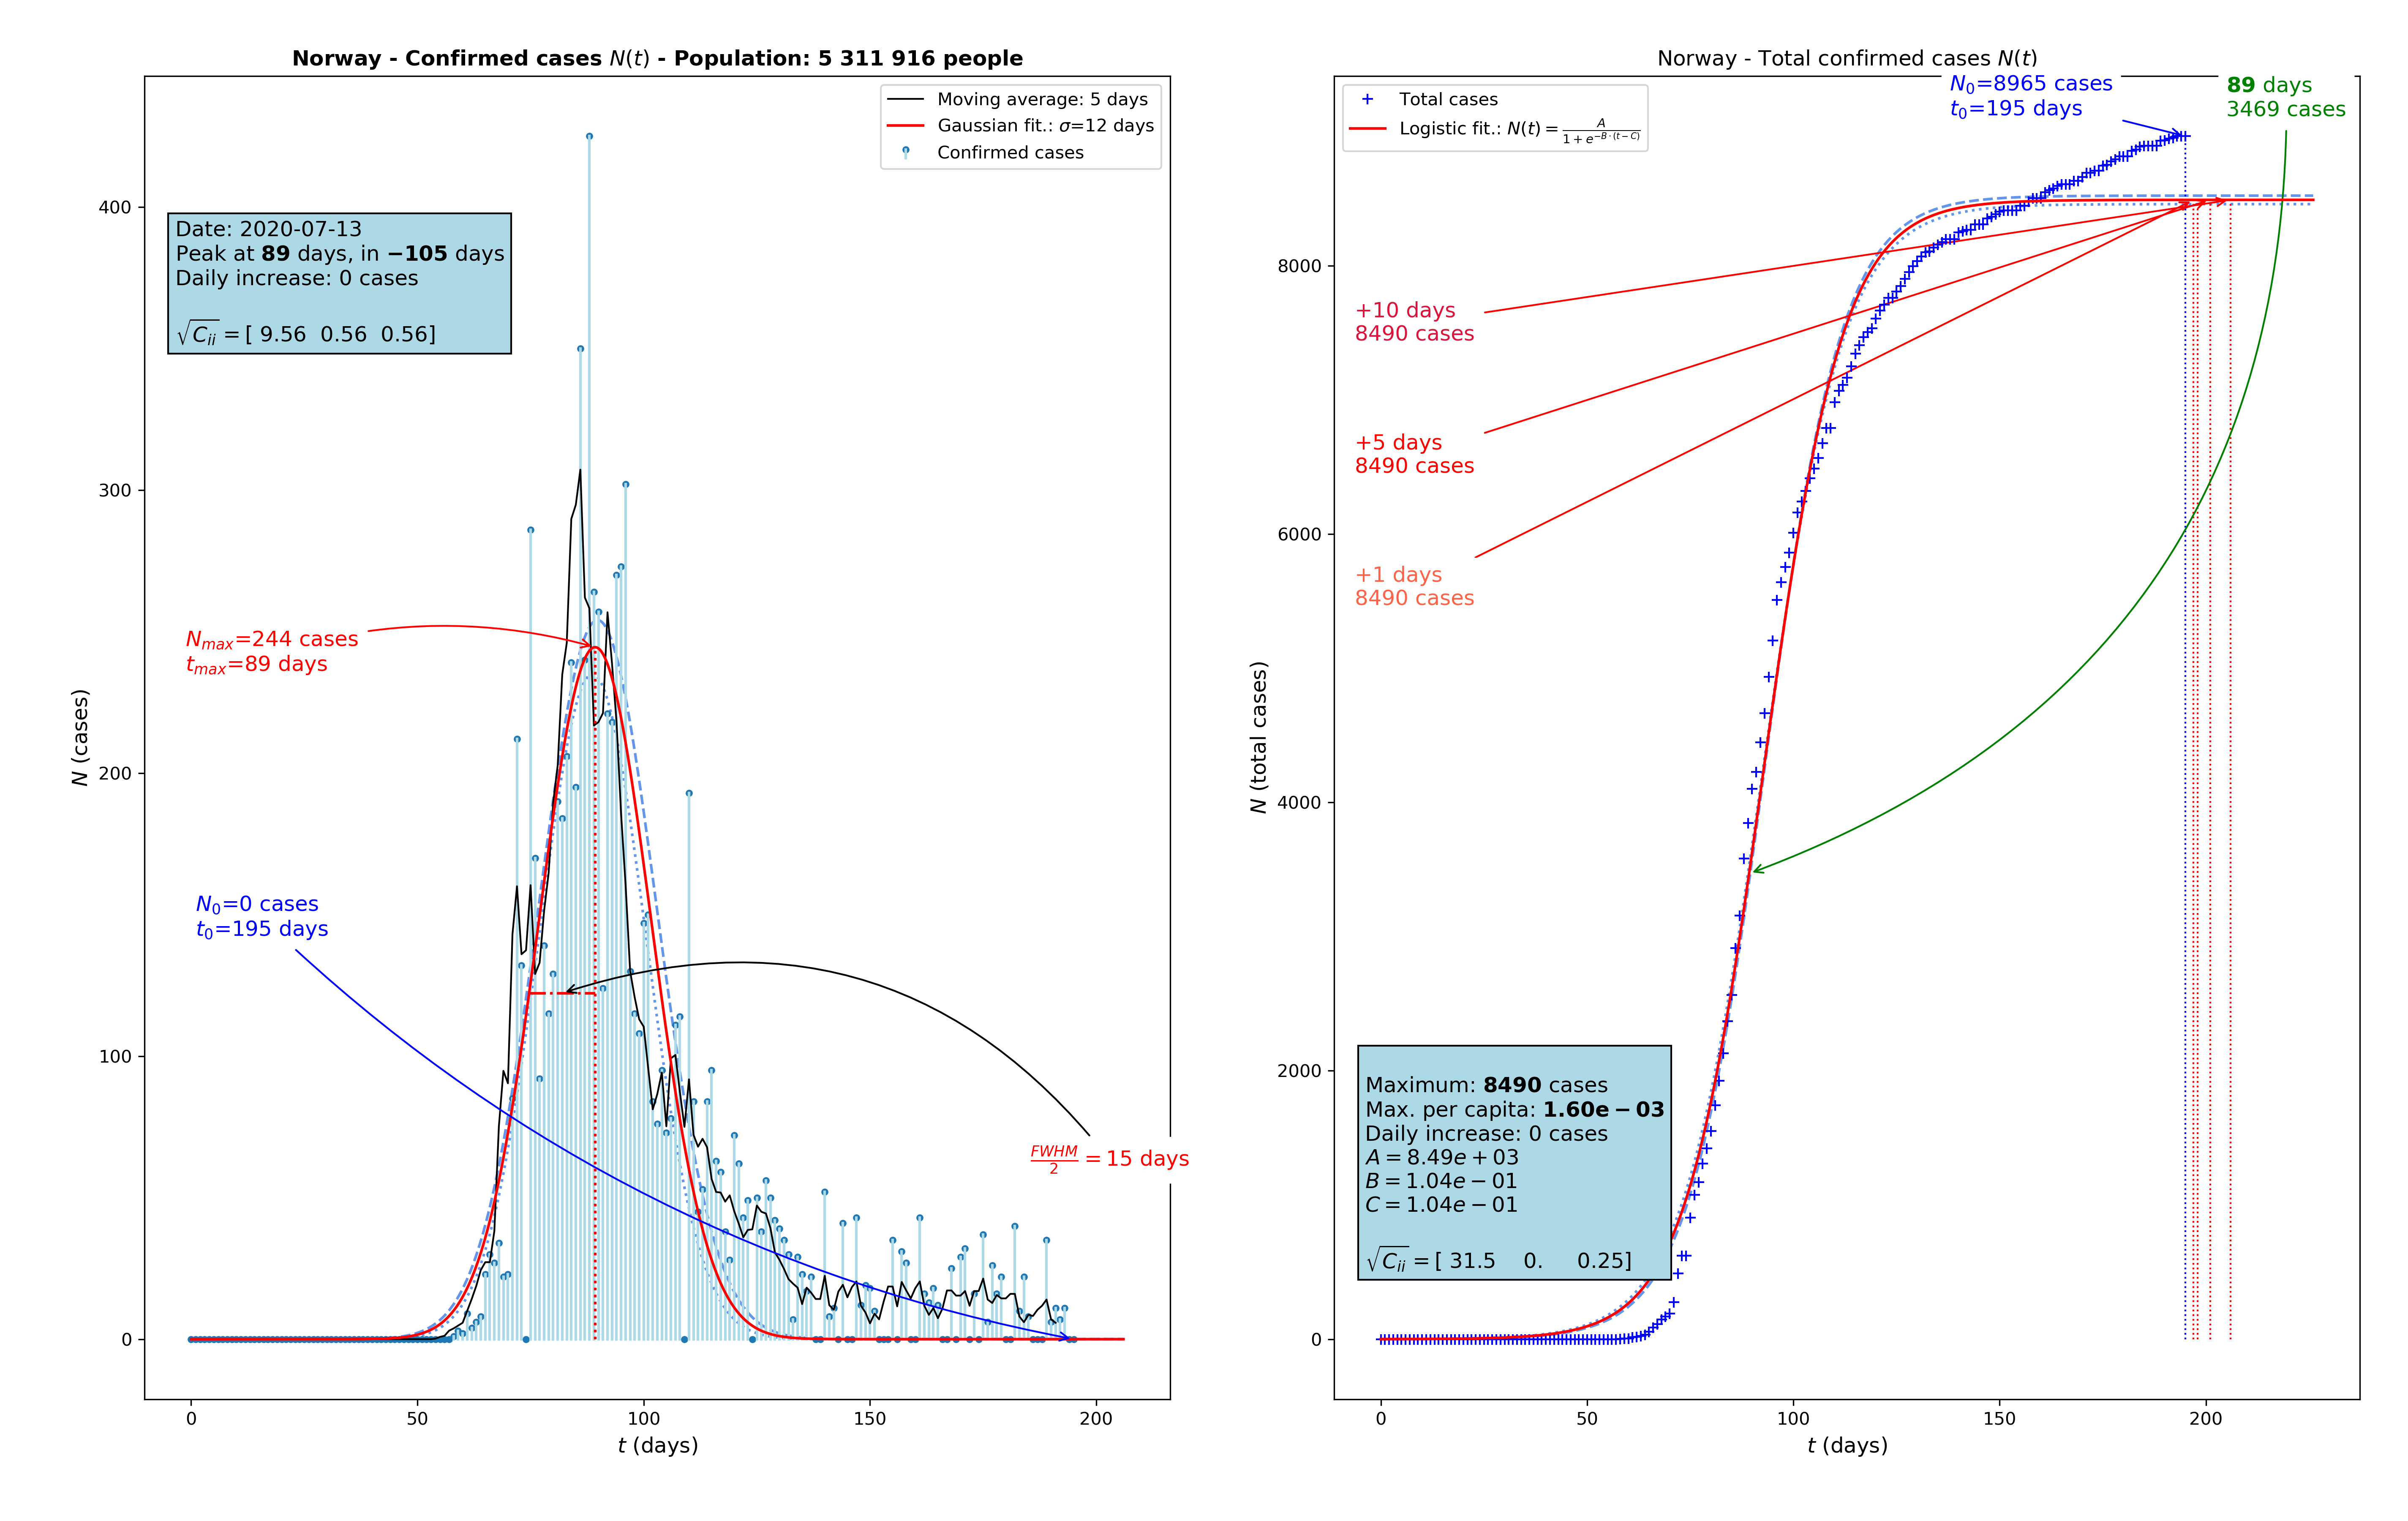 Norway - Confirmed cases N(t) - Population: 5 311 916 people
Moving average: 5 days
Gaussian fit.: σ=12 days
Confirmed cases
Date: 2020-07-13
Peak at 89 days, in −105 days
Daily increase: 0 cases
√C_ii = [ 9.56 0.56 0.56]
N_max=244 cases
t_max=89 days
N_0=0 cases
t_0=195 days
FWHM/2 = 15 days
400
300
200
100
0
N (cases)
0 50 100 150 200
t (days)
Norway - Total confirmed cases N(t)
Total cases
Logistic fit.: N(t) = A/(1+e^{−B·(t−C)})
N_0=8965 cases
t_0=195 days
89 days
3469 cases
+10 days
8490 cases
+5 days
8490 cases
+1 days
8490 cases
Maximum: 8490 cases
Max. per capita: 1.60e − 03
Daily increase: 0 cases
A = 8.49e + 03
B = 1.04e − 01
C = 1.04e − 01
√C_ii = [ 31.5 0. 0.25]
8000
6000
4000
2000
0
N (total cases)
0 50 100 150 200
t (days)